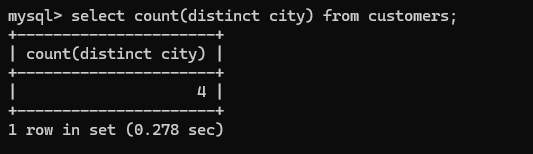 mysql> select count(distinct city) from customers;
+----------------------+
| count(distinct city) |
+----------------------+
|                    4 |
+----------------------+
1 row in set (0.278 sec)